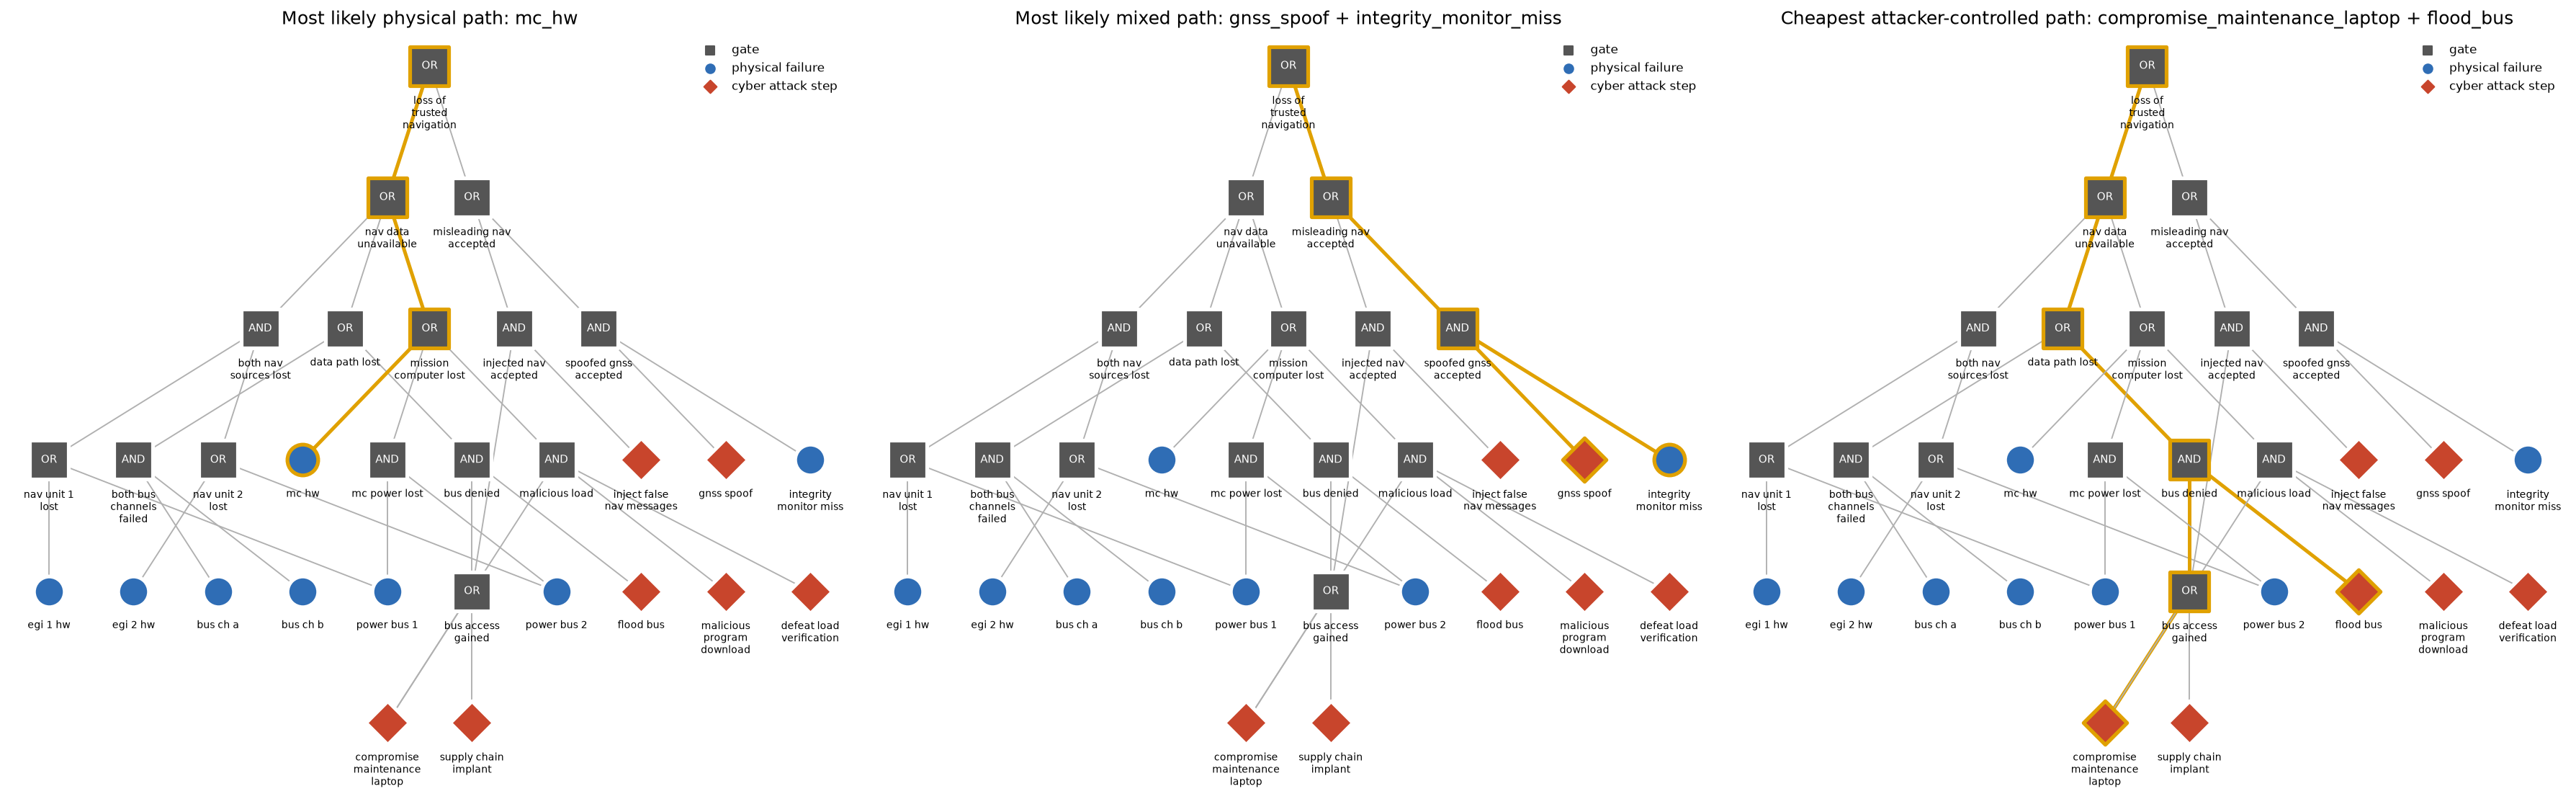 Most likely physical path: mc_hw
gate
physical failure
cyber attack step
OR
loss of
trusted
navigation
OR
OR
nav data
unavailable
misleading nav
accepted
AND
OR
OR
AND
AND
both nav
sources lost
data path lost
mission
computer lost
injected nav
accepted
spoofed gnss
accepted
OR
AND
OR
AND
AND
AND
nav unit 1
lost
both bus
channels
failed
nav unit 2
lost
mc hw
mc power lost
bus denied
malicious load
inject false
nav messages
gnss spoof
integrity
monitor miss
OR
egi 1 hw
egi 2 hw
bus ch a
bus ch b
power bus 1
bus access
gained
power bus 2
flood bus
malicious
program
download
defeat load
verification
compromise
maintenance
laptop
supply chain
implant
Most likely mixed path: gnss_spoof + integrity_monitor_miss
gate
physical failure
cyber attack step
OR
loss of
trusted
navigation
OR
OR
nav data
unavailable
misleading nav
accepted
AND
OR
OR
AND
AND
both nav
sources lost
data path lost
mission
computer lost
injected nav
accepted
spoofed gnss
accepted
OR
AND
OR
AND
AND
AND
nav unit 1
lost
both bus
channels
failed
nav unit 2
lost
mc hw
mc power lost
bus denied
malicious load
inject false
nav messages
gnss spoof
integrity
monitor miss
OR
egi 1 hw
egi 2 hw
bus ch a
bus ch b
power bus 1
bus access
gained
power bus 2
flood bus
malicious
program
download
defeat load
verification
compromise
maintenance
laptop
supply chain
implant
Cheapest attacker-controlled path: compromise_maintenance_laptop + flood_bus
gate
physical failure
cyber attack step
OR
loss of
trusted
navigation
OR
OR
nav data
unavailable
misleading nav
accepted
AND
OR
OR
AND
AND
both nav
sources lost
data path lost
mission
computer lost
injected nav
accepted
spoofed gnss
accepted
OR
AND
OR
AND
AND
AND
nav unit 1
lost
both bus
channels
failed
nav unit 2
lost
mc hw
mc power lost
bus denied
malicious load
inject false
nav messages
gnss spoof
integrity
monitor miss
OR
egi 1 hw
egi 2 hw
bus ch a
bus ch b
power bus 1
bus access
gained
power bus 2
flood bus
malicious
program
download
defeat load
verification
compromise
maintenance
laptop
supply chain
implant